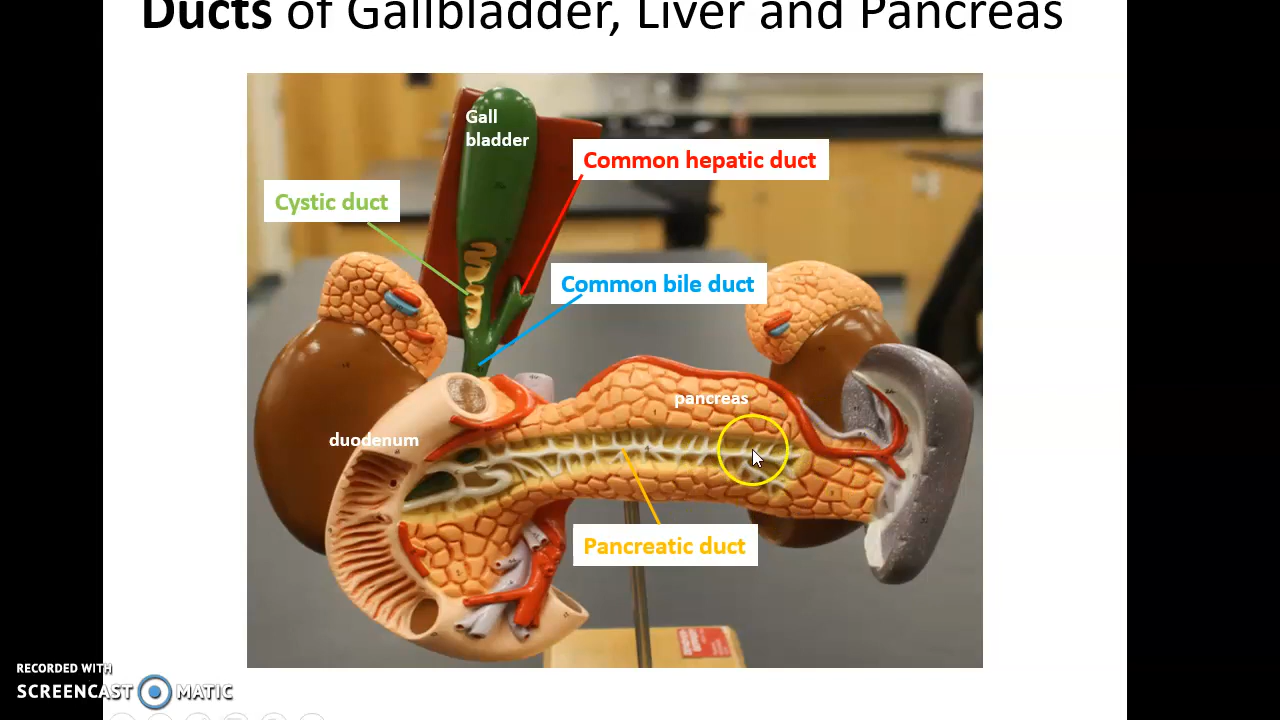 Ducts of Gallbladder, Liver and Pancreas
Gall
bladder
Common hepatic duct
Cystic duct
Common bile duct
pancreas
duodenum
Pancreatic duct
RECORDED WITH
SCREENCAST MATIC